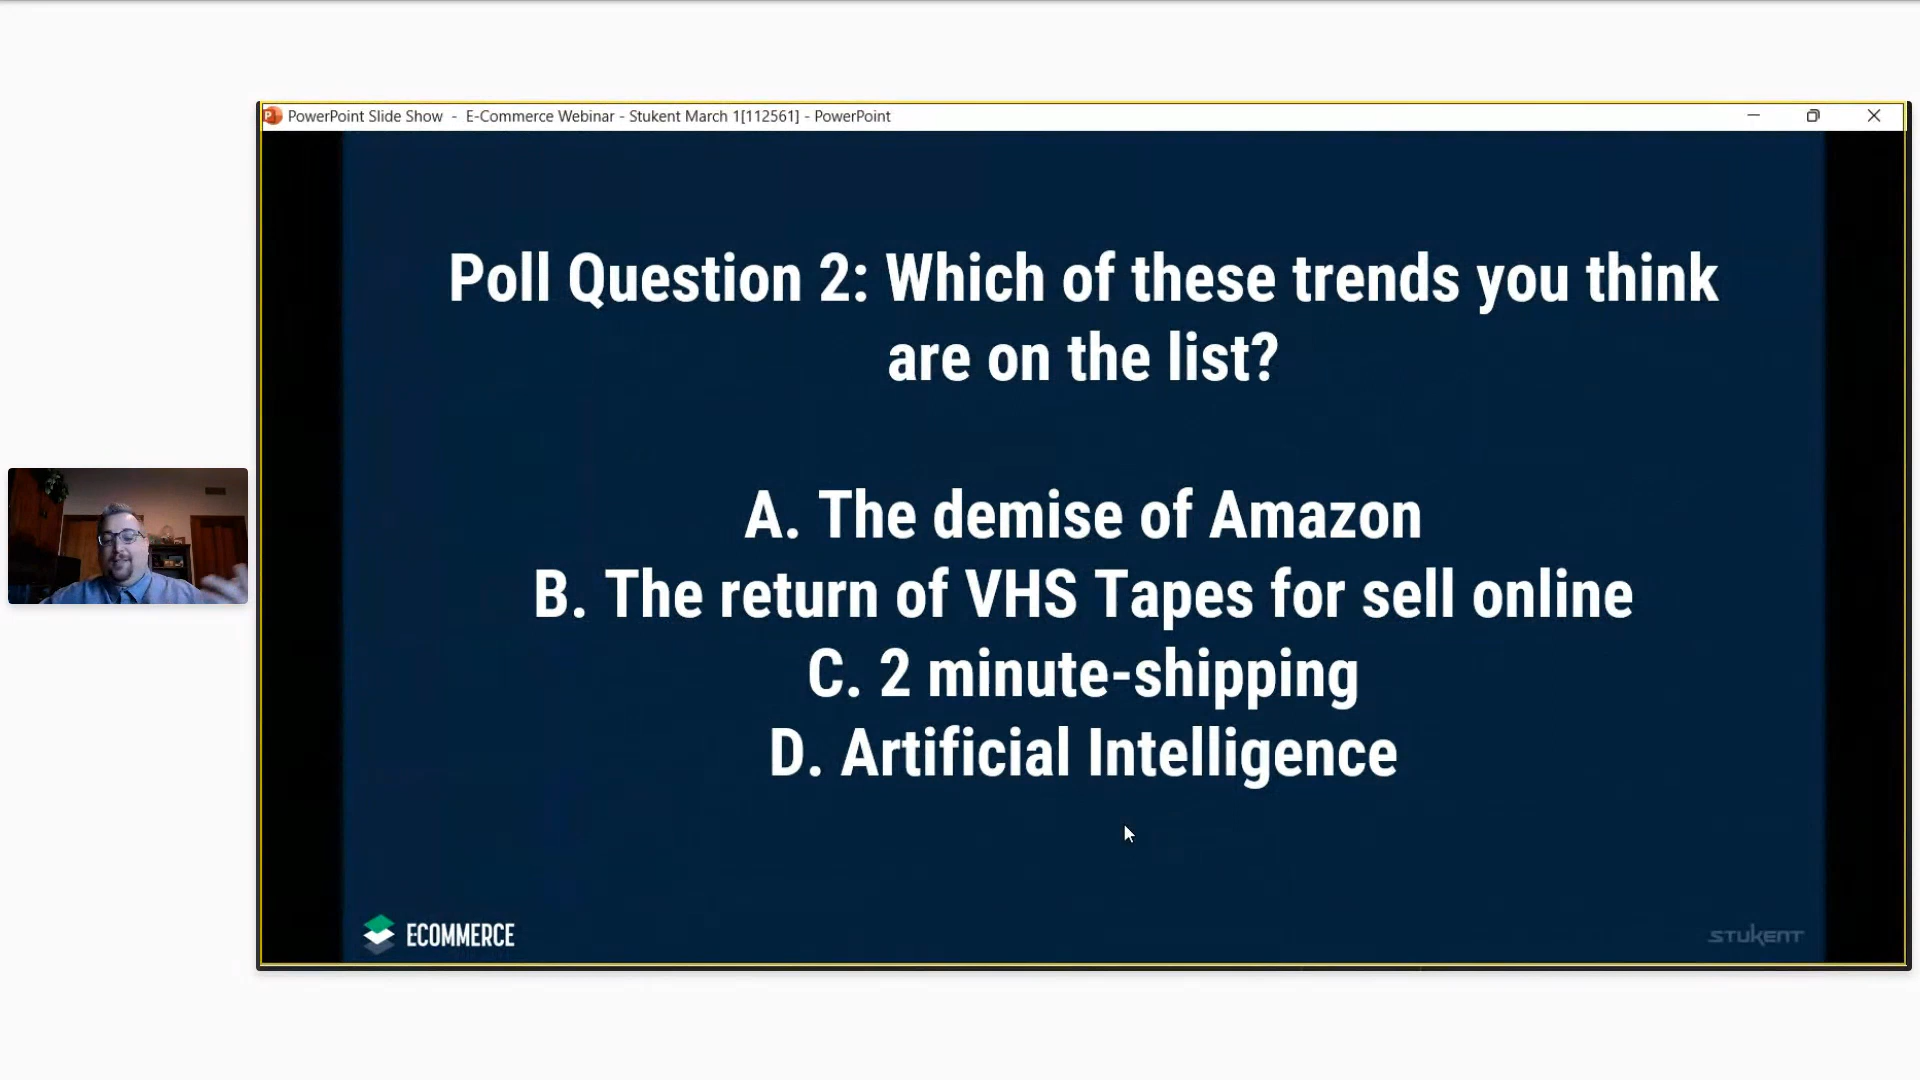 PowerPoint Slide Show - E-Commerce Webinar - Stukent March 1[112561] - PowerPoint
Poll Question 2: Which of these trends you think
are on the list?
A. The demise of Amazon
B. The return of VHS Tapes for sell online
C. 2 minute-shipping
D. Artificial Intelligence
ECOMMERCE
STUKENT